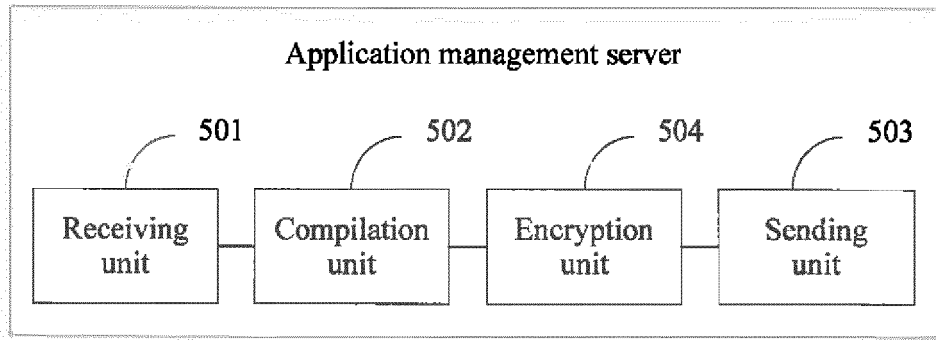 Application management server
501
502
504
503
Receiving
unit
Compilation
unit
Encryption
unit
Sending
unit